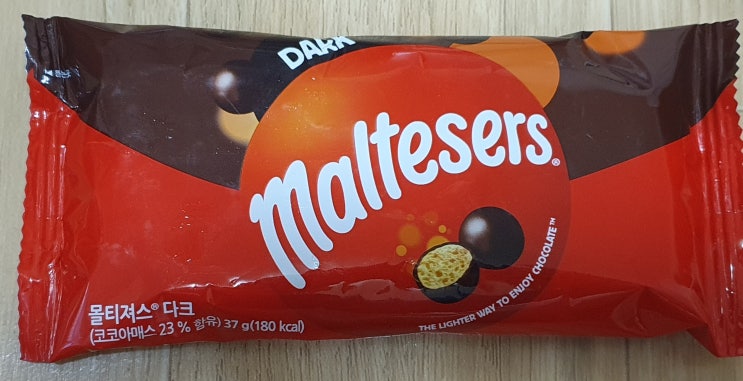 DARK
Maltesers®
THE LIGHTER WAY TO ENJOY CHOCOLATE™
몰티져스® 다크
(코코아매스 23 % 함유) 37 g (180 kcal)